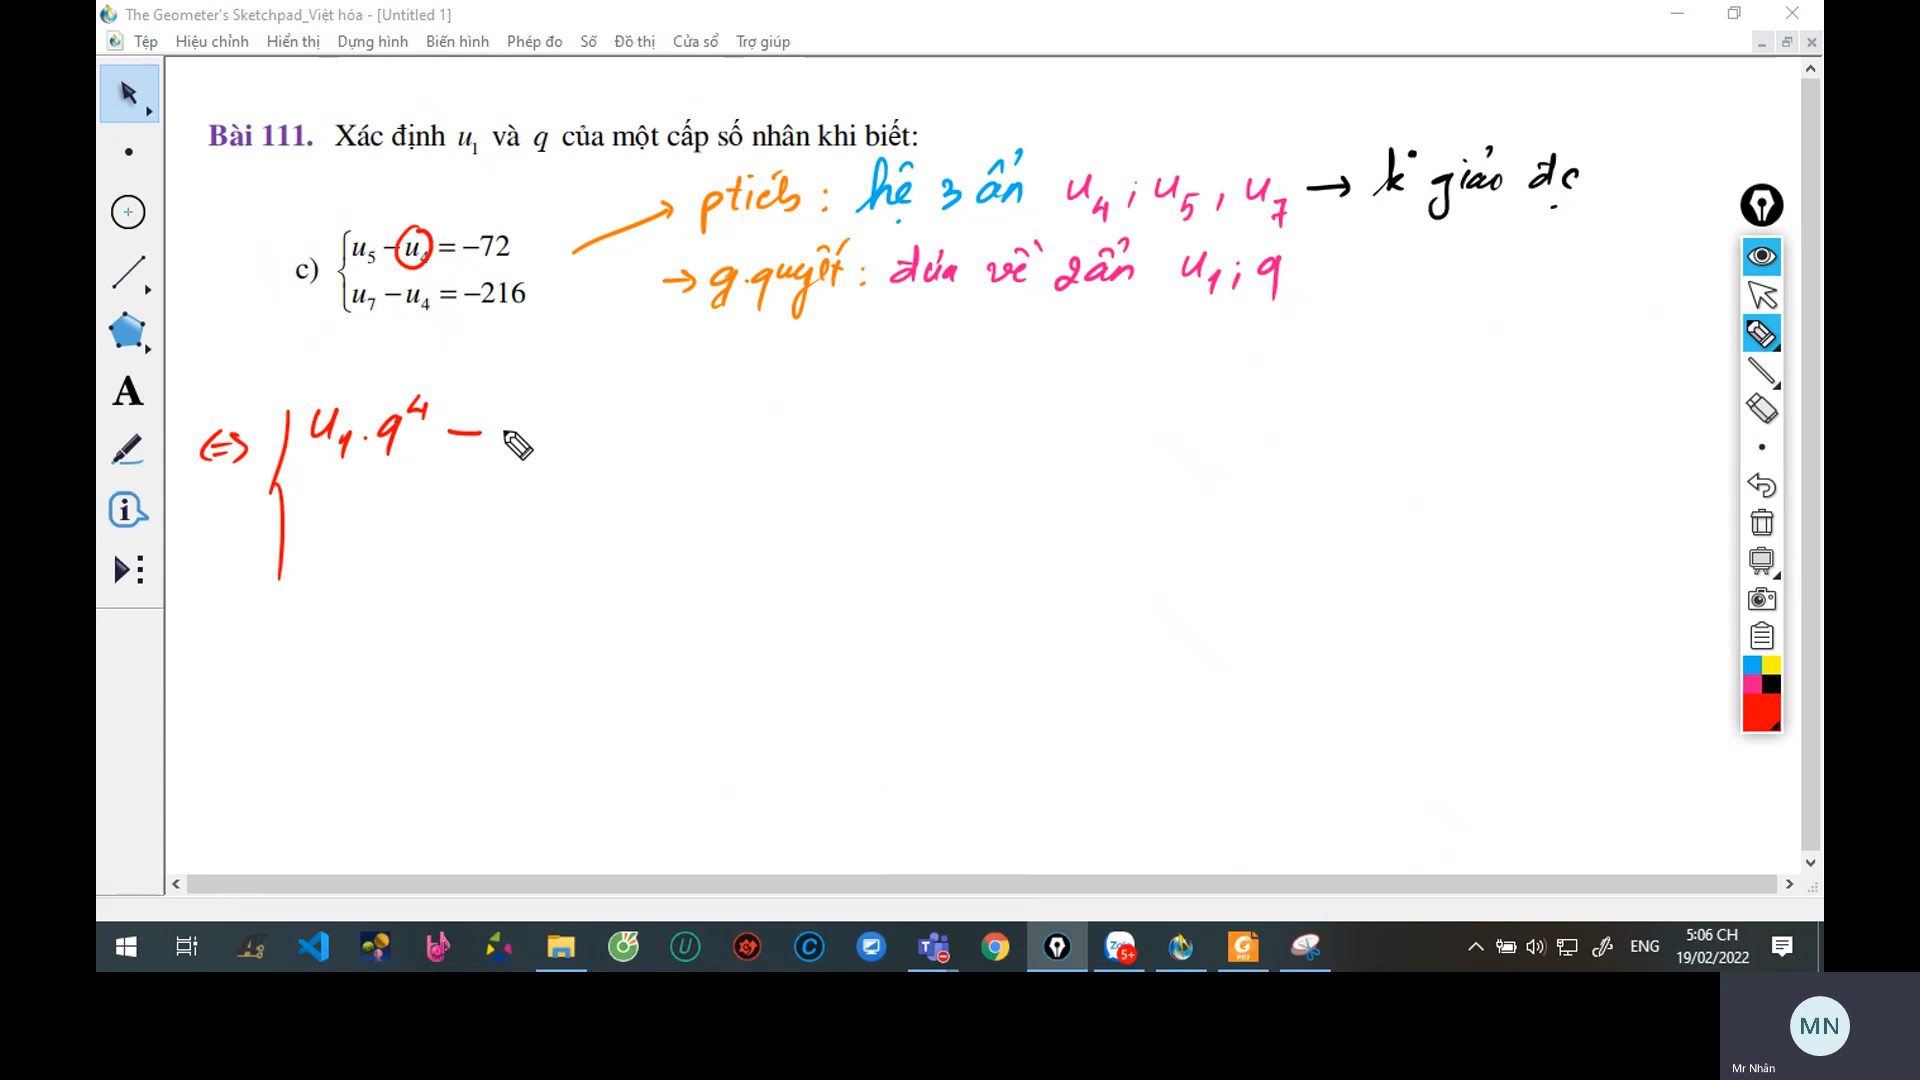 The Geometer's Sketchpad_Việt hóa - [Untitled 1]
Tệp Hiệu chỉnh Hiển thị Dựng hình Biến hình Phép đo Số Đồ thị Cửa sổ Trợ giúp
Bài 111. Xác định u₁ và q của một cấp số nhân khi biết:
ptích : hệ 3 ẩn u₄ ; u₅ , u₇ → k° giải đc
c) { u₅ − u₄ = −72
u₇ − u₄ = −216
→ g.quyết : đưa về 2 ẩn u₁ ; q
⇔ { u₁ . q⁴ −
A
ENG
5:06 CH
19/02/2022
5+
MN
Mr Nhân